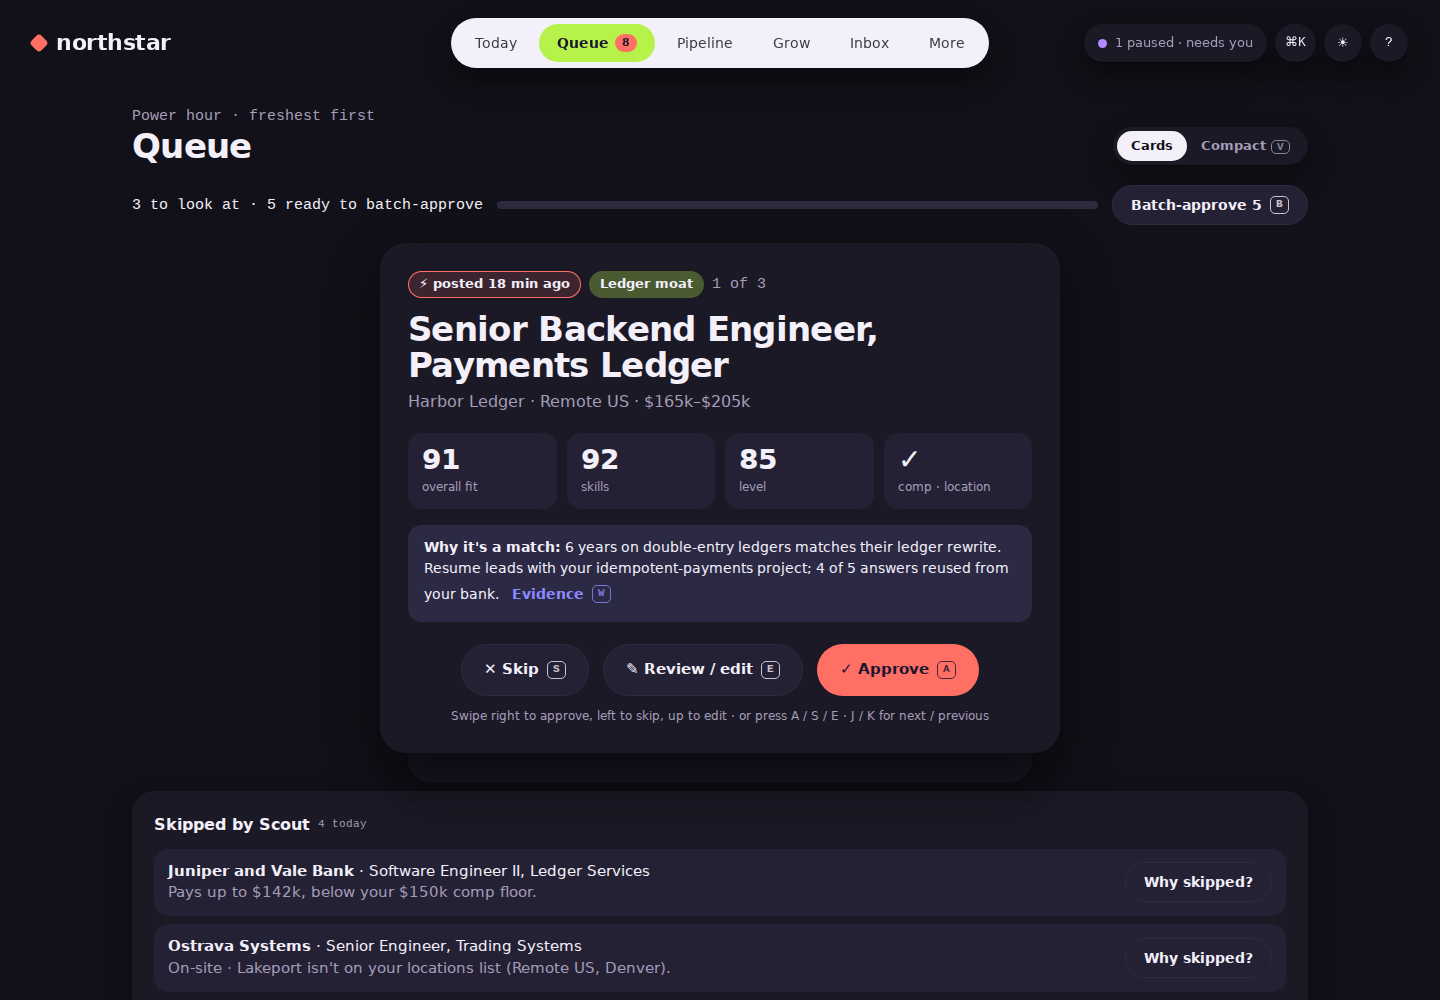 northstar
Today
Queue 8
Pipeline
Grow
Inbox
More
1 paused · needs you
⌘K
☀
?
Power hour · freshest first
Queue
Cards
Compact V
3 to look at · 5 ready to batch-approve
Batch-approve 5 B
⚡ posted 18 min ago
Ledger moat
1 of 3
Senior Backend Engineer,
Payments Ledger
Harbor Ledger · Remote US · $165k–$205k
91
overall fit
92
skills
85
level
✓
comp · location
Why it's a match: 6 years on double-entry ledgers matches their ledger rewrite.
Resume leads with your idempotent-payments project; 4 of 5 answers reused from
your bank. Evidence W
✕ Skip S
✎ Review / edit E
✓ Approve A
Swipe right to approve, left to skip, up to edit · or press A / S / E · J / K for next / previous
Skipped by Scout 4 today
Juniper and Vale Bank · Software Engineer II, Ledger Services
Pays up to $142k, below your $150k comp floor.
Why skipped?
Ostrava Systems · Senior Engineer, Trading Systems
On-site · Lakeport isn't on your locations list (Remote US, Denver).
Why skipped?